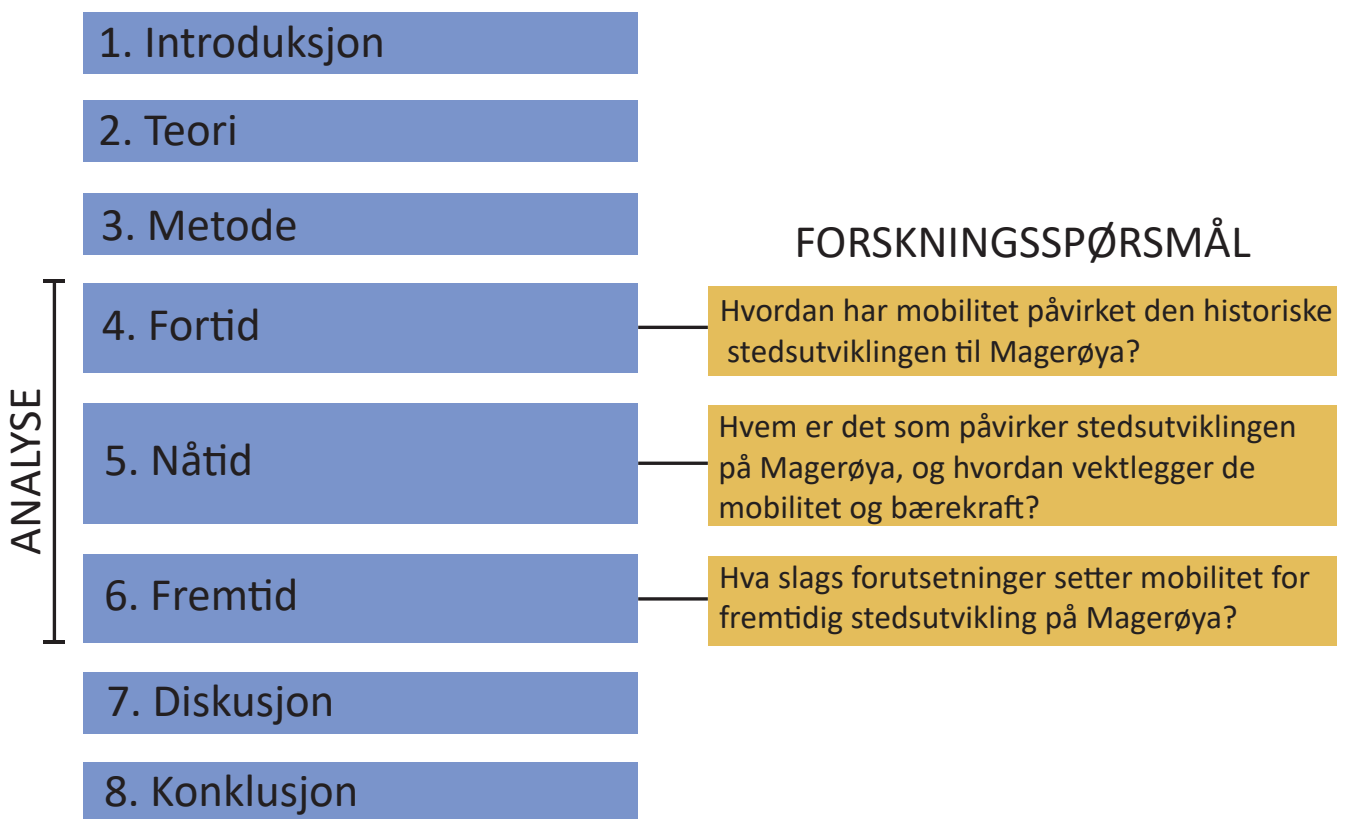 1. Introduksjon
2. Teori
3. Metode
FORSKNINGSSPØRSMÅL
ANALYSE
4. Fortid
Hvordan har mobilitet påvirket den historiske
stedsutviklingen til Magerøya?
5. Nåtid
Hvem er det som påvirker stedsutviklingen
på Magerøya, og hvordan vektlegger de
mobilitet og bærekraft?
6. Fremtid
Hva slags forutsetninger setter mobilitet for
fremtidig stedsutvikling på Magerøya?
7. Diskusjon
8. Konklusjon